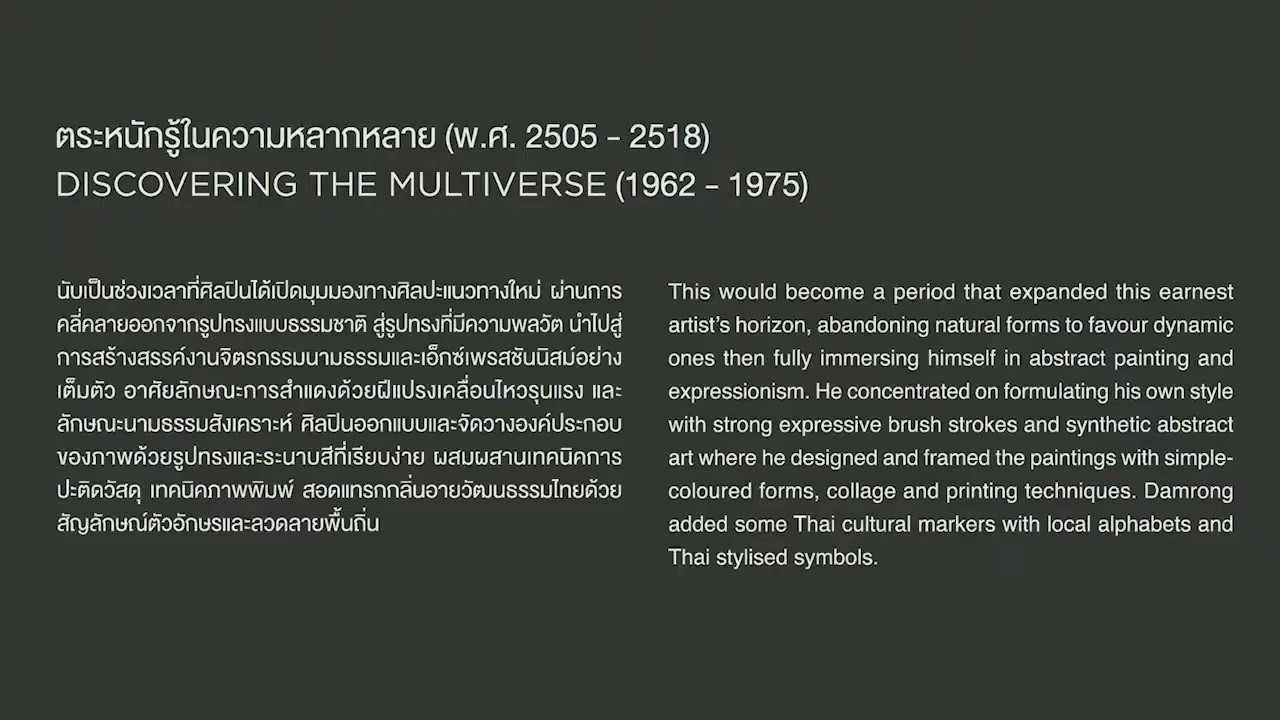 ตระหนักรู้ในความหลากหลาย (พ.ศ. 2505 - 2518)
DISCOVERING THE MULTIVERSE (1962 - 1975)
นับเป็นช่วงเวลาที่ศิลปินได้เปิดมุมมองทางศิลปะแนวทางใหม่ ผ่านการ
คลี่คลายออกจากรูปทรงแบบธรรมชาติ สู่รูปทรงที่มีความพลวัต นำไปสู่
การสร้างสรรค์งานจิตรกรรมนามธรรมและเอ็กซ์เพรสชันนิสม์อย่าง
เต็มตัว อาศัยลักษณะการสำแดงด้วยฝีแปรงเคลื่อนไหวรุนแรง และ
ลักษณะนามธรรมสังเคราะห์ ศิลปินออกแบบและจัดวางองค์ประกอบ
ของภาพด้วยรูปทรงและระนาบสีที่เรียบง่าย ผสมผสานเทคนิคการ
ปะติดวัสดุ เทคนิคภาพพิมพ์ สอดแทรกกลิ่นอายวัฒนธรรมไทยด้วย
สัญลักษณ์ตัวอักษรและลวดลายพื้นถิ่น
This would become a period that expanded this earnest
artist's horizon, abandoning natural forms to favour dynamic
ones then fully immersing himself in abstract painting and
expressionism. He concentrated on formulating his own style
with strong expressive brush strokes and synthetic abstract
art where he designed and framed the paintings with simple-
coloured forms, collage and printing techniques. Damrong
added some Thai cultural markers with local alphabets and
Thai stylised symbols.